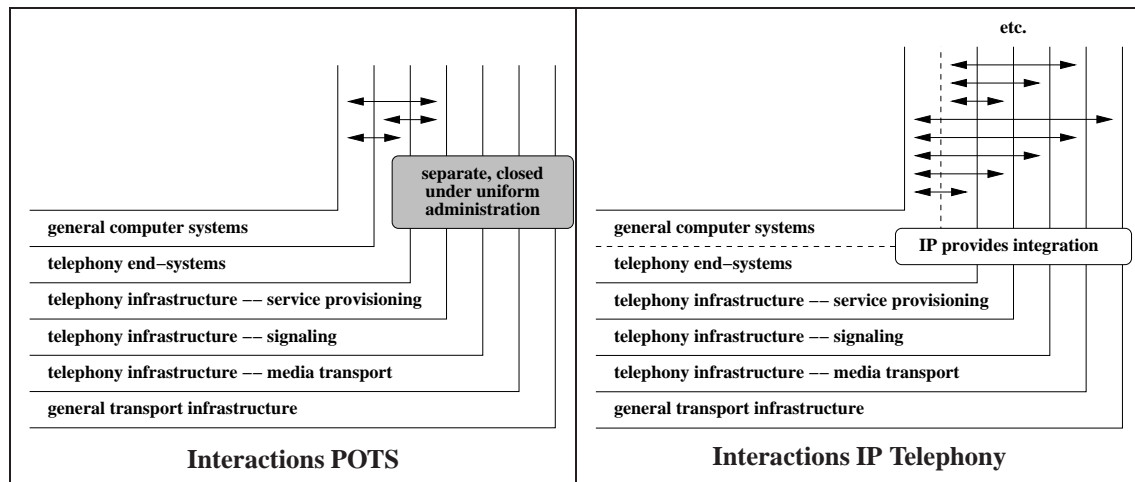 separate, closed
under uniform
administration
general computer systems
telephony end−systems
telephony infrastructure −− service provisioning
telephony infrastructure −− signaling
telephony infrastructure −− media transport
general transport infrastructure
Interactions POTS
etc.
general computer systems
IP provides integration
telephony end−systems
telephony infrastructure −− service provisioning
telephony infrastructure −− signaling
telephony infrastructure −− media transport
general transport infrastructure
Interactions IP Telephony